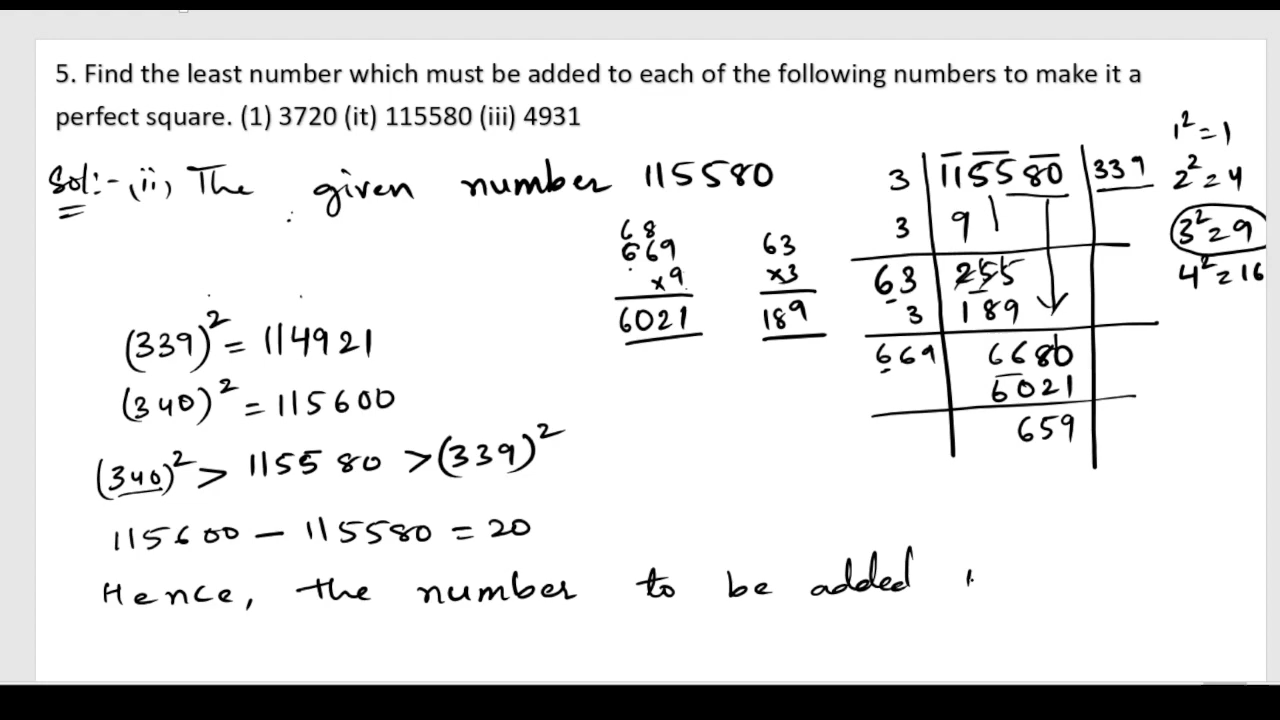 5. Find the least number which must be added to each of the following numbers to make it a
perfect square. (1) 3720 (it) 115580 (iii) 4931
Sol:- (ii) The given number 115580
3 115580 339
3 9
63 255
3 189
669 6680
6021
659
1² = 1
2² = 4
3² = 9
4² = 16
68
669
×9
6021
63
×3
189
(339)² = 114921
(340)² = 115600
(340)² > 115580 > (339)²
115600 – 115580 = 20
Hence, the number to be added